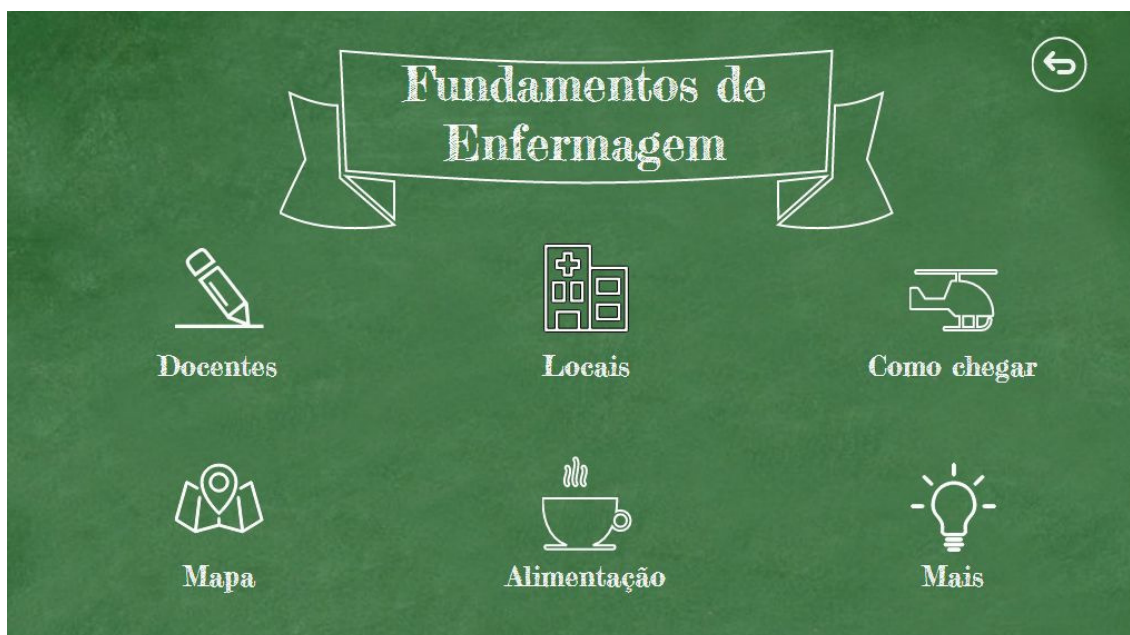 Fundamentos de
Enfermagem
Docentes
Locais
Como chegar
Mapa
Alimentação
Mais